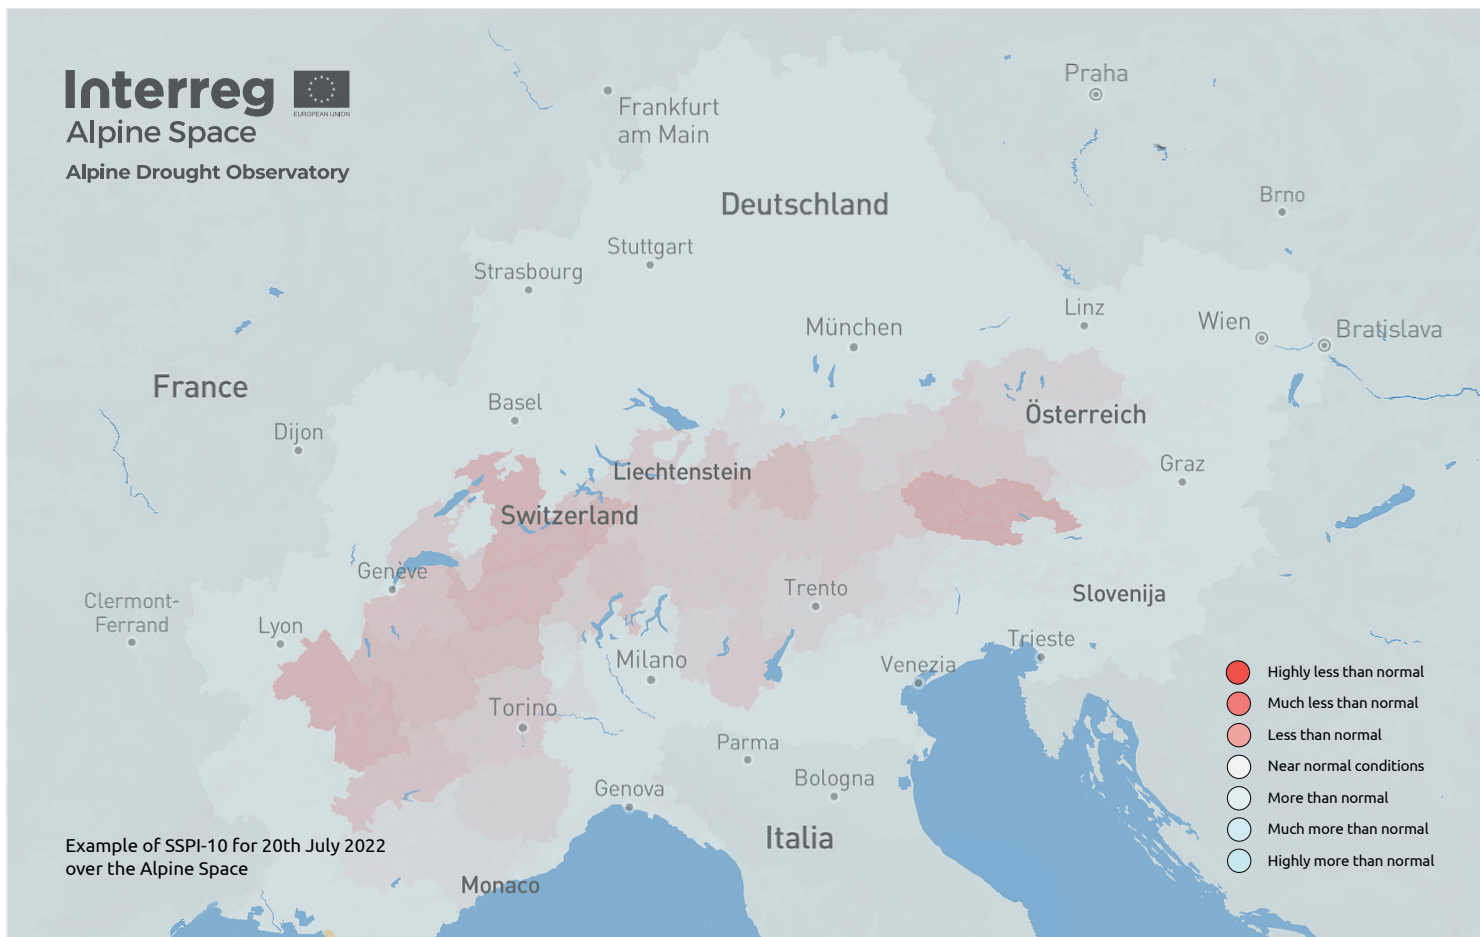 Interreg
EUROPEAN UNION
Alpine Space
Alpine Drought Observatory
Praha
Frankfurt
am Main
Brno
Deutschland
Stuttgart
Strasbourg
Linz
München
Wien
Bratislava
France
Basel
Österreich
Dijon
Graz
Liechtenstein
Switzerland
Genève
Trento
Slovenija
Clermont-
Ferrand
Lyon
Trieste
Milano
Venezia
Torino
Parma
Bologna
Genova
Italia
Monaco
Highly less than normal
Much less than normal
Less than normal
Near normal conditions
More than normal
Much more than normal
Highly more than normal
Example of SSPI-10 for 20th July 2022
over the Alpine Space